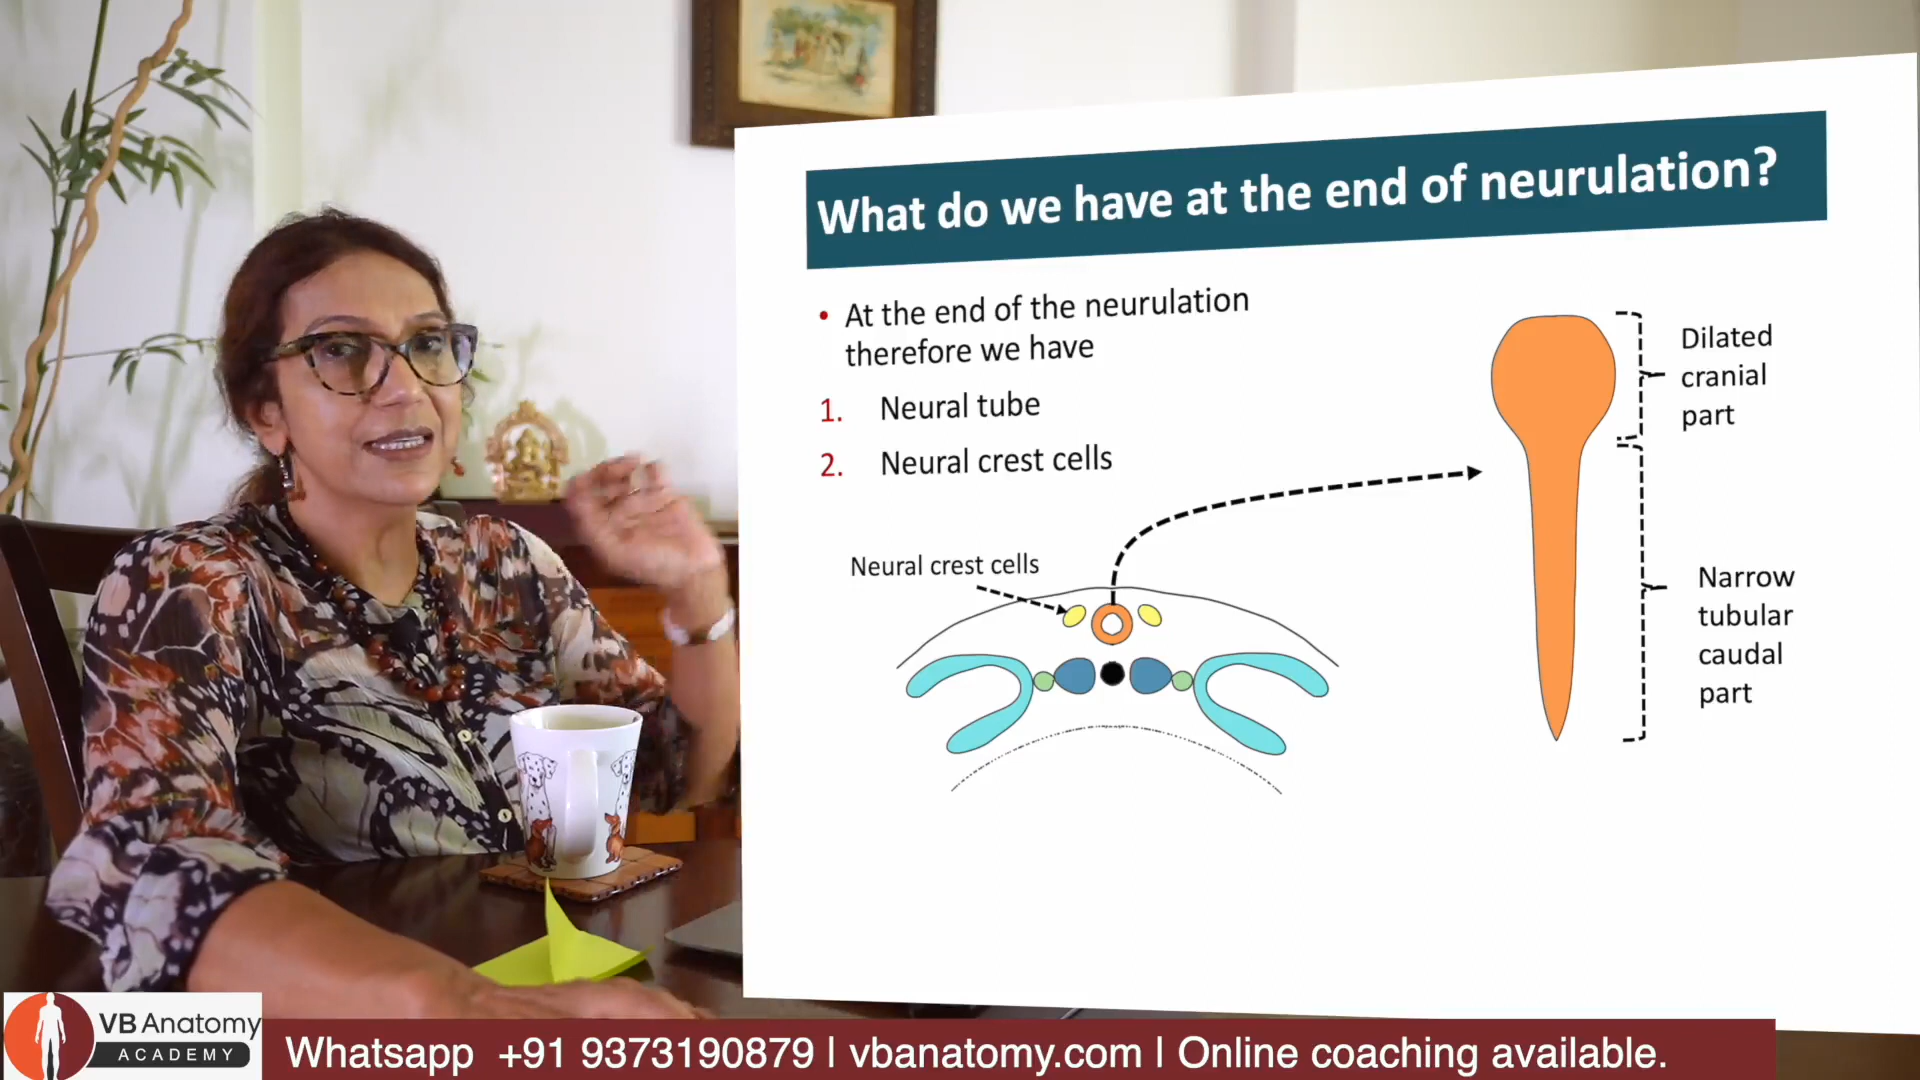 What do we have at the end of neurulation?
• At the end of the neurulation
therefore we have
1. Neural tube
2. Neural crest cells
Neural crest cells
Dilated
cranial
part
Narrow
tubular
caudal
part
VB Anatomy
ACADEMY
Whatsapp +91 9373190879 | vbanatomy.com | Online coaching available.